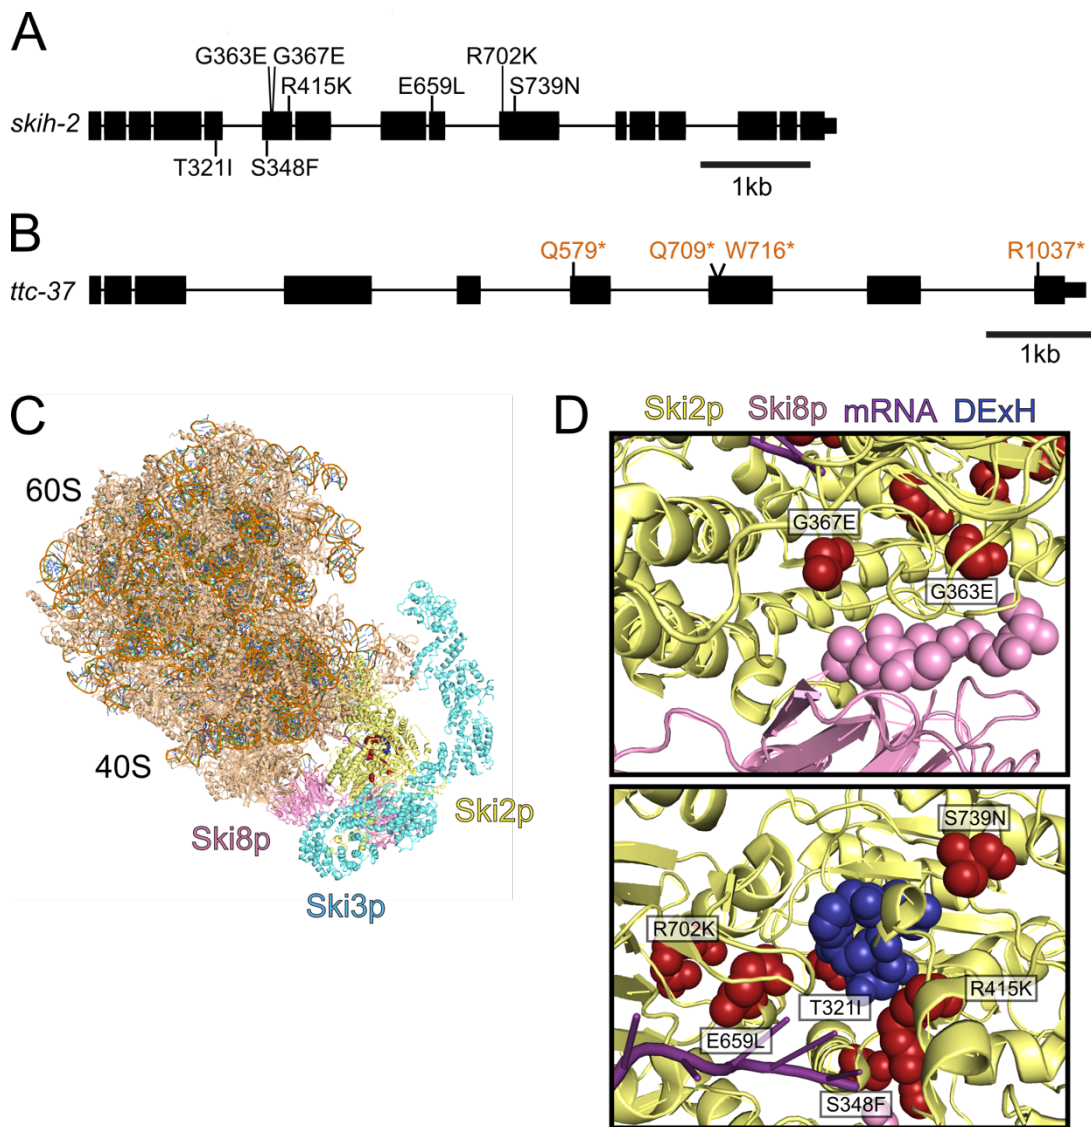 A
G363E G367E
R702K
R415K
E659L
S739N
skih-2
T321I
S348F
1kb
B
Q579*
Q709* W716*
R1037*
ttc-37
1kb
C
60S
40S
Ski8p
Ski2p
Ski3p
D
Ski2p Ski8p mRNA DExH
G367E
G363E
S739N
R702K
R415K
T321I
E659L
S348F